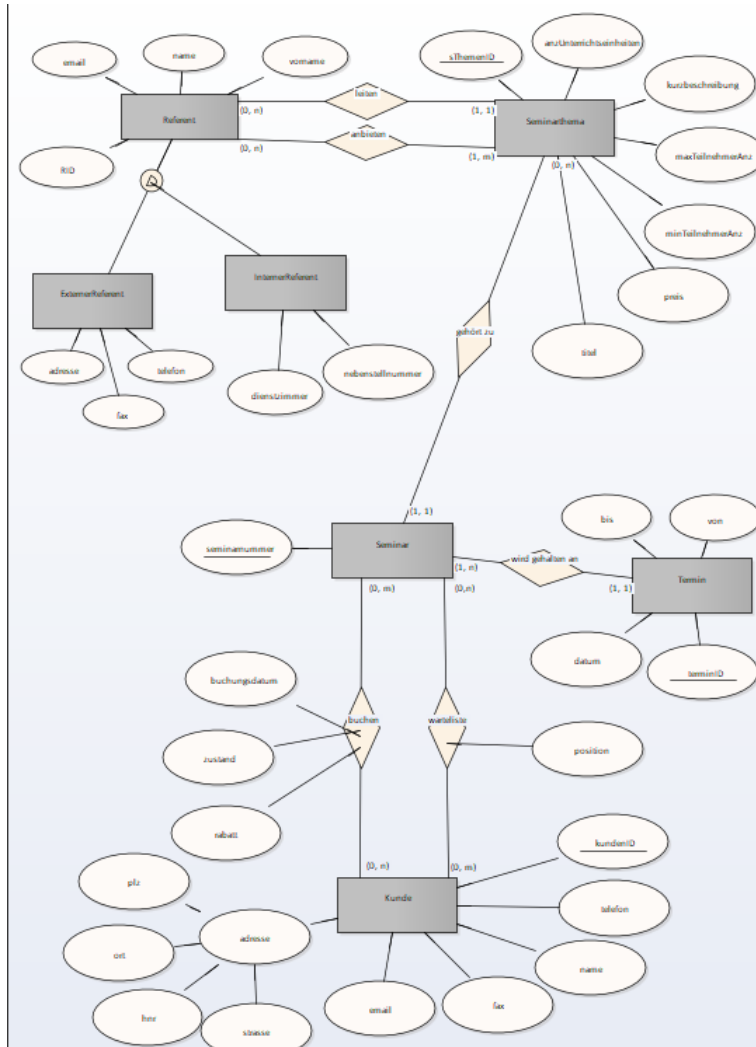 name
email
vorname
sThemenID
anzUnterrichtseinheiten
kurzbeschreibung
leiten
Referent
(0, n)
(1, 1)
Seminarthema
anbieten
(0, n)
(1, m)
(0, n)
maxTeilnehmerAnz
RID
minTeilnehmerAnz
ExternerReferent
InternerReferent
preis
gehört zu
titel
adresse
telefon
nebenstellnummer
dienstzimmer
fax
(1, 1)
seminarnummer
Seminar
bis
von
wird gehalten an
(1, n)
(0, m)
(0,n)
(1, 1)
Termin
datum
terminID
buchungsdatum
buchen
warteliste
position
zustand
rabatt
kundenID
(0, n)
(0, m)
plz
Kunde
telefon
adresse
ort
name
email
fax
hnr
strasse